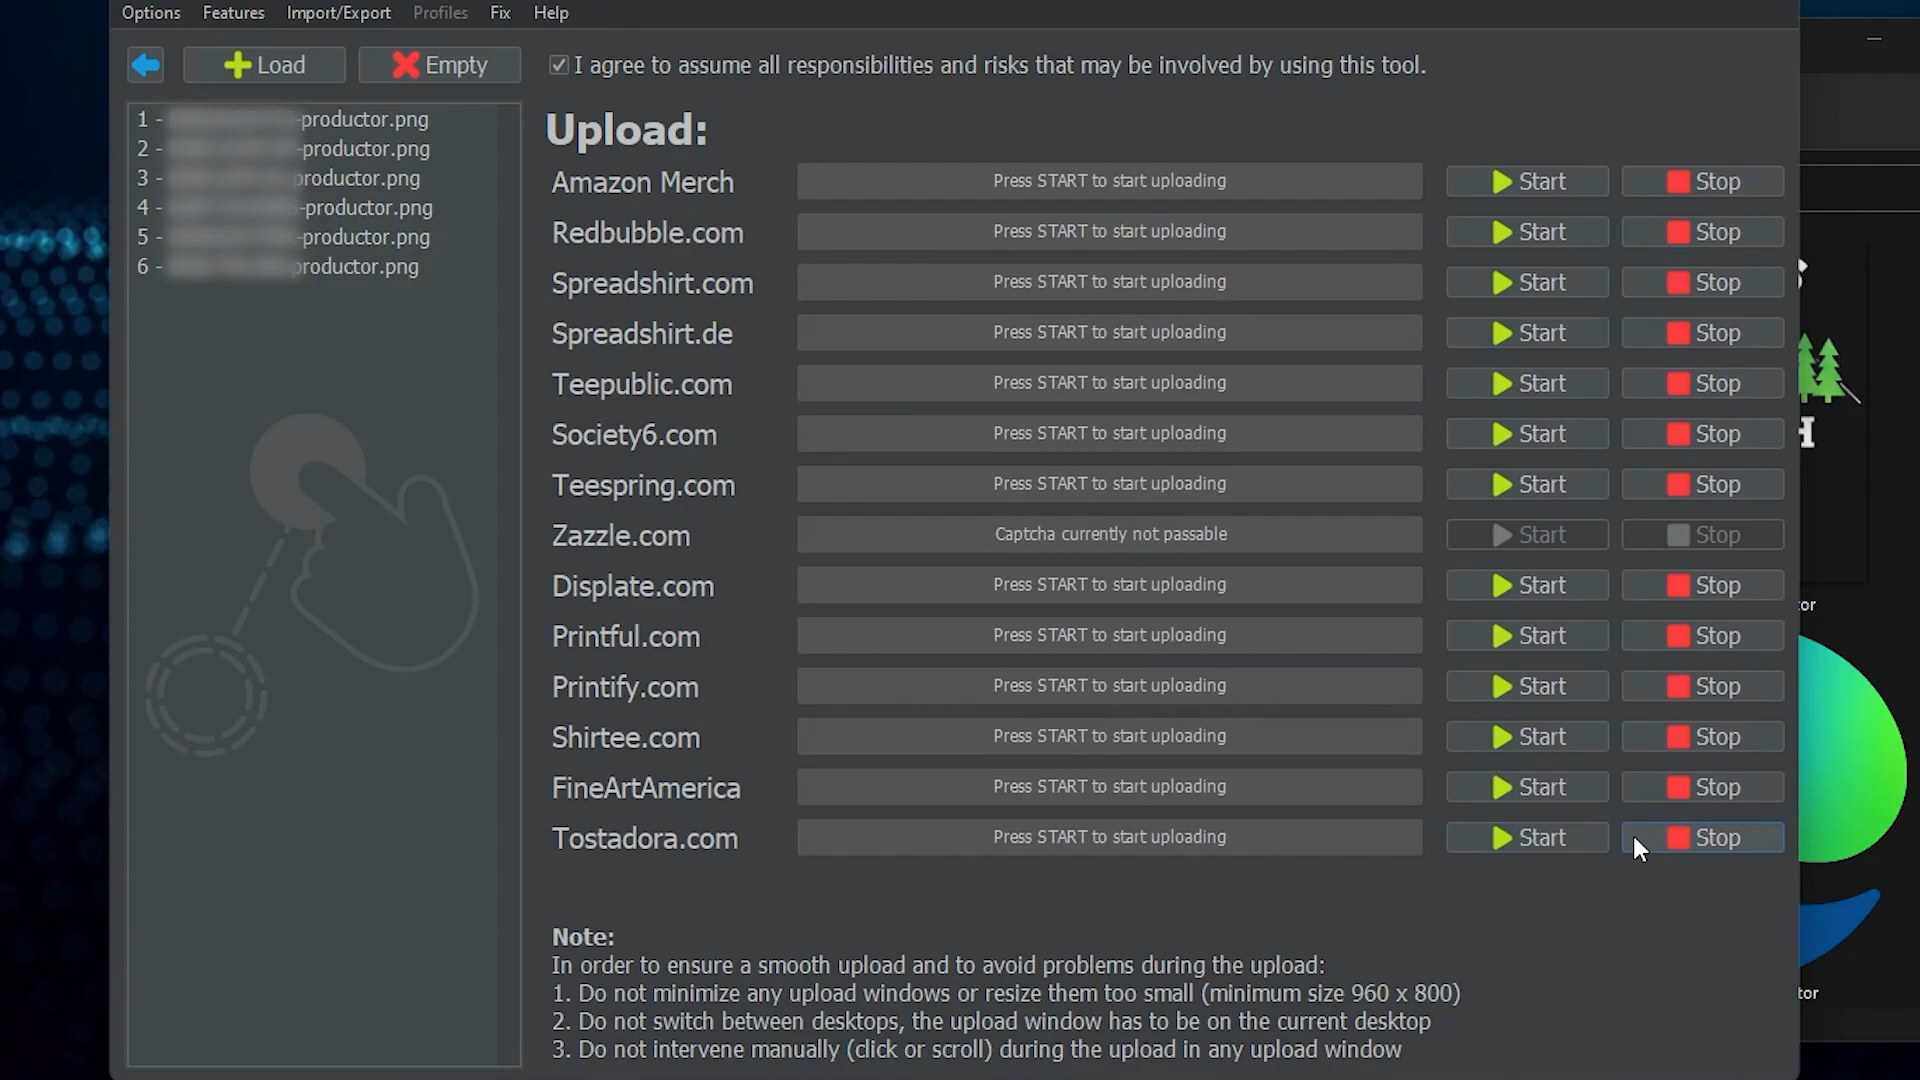 Options Features Import/Export Profiles Fix Help
Load Empty I agree to assume all responsibilities and risks that may be involved by using this tool.
1 - -productor.png
2 - -productor.png
3 - productor.png
4 - -productor.png
5 - -productor.png
6 - productor.png
Upload:
Amazon Merch Press START to start uploading Start Stop
Redbubble.com Press START to start uploading Start Stop
Spreadshirt.com Press START to start uploading Start Stop
Spreadshirt.de Press START to start uploading Start Stop
Teepublic.com Press START to start uploading Start Stop
Society6.com Press START to start uploading Start Stop
Teespring.com Press START to start uploading Start Stop
Zazzle.com Captcha currently not passable Start Stop
Displate.com Press START to start uploading Start Stop
Printful.com Press START to start uploading Start Stop
Printify.com Press START to start uploading Start Stop
Shirtee.com Press START to start uploading Start Stop
FineArtAmerica Press START to start uploading Start Stop
Tostadora.com Press START to start uploading Start Stop
Note:
In order to ensure a smooth upload and to avoid problems during the upload:
1. Do not minimize any upload windows or resize them too small (minimum size 960 x 800)
2. Do not switch between desktops, the upload window has to be on the current desktop
3. Do not intervene manually (click or scroll) during the upload in any upload window